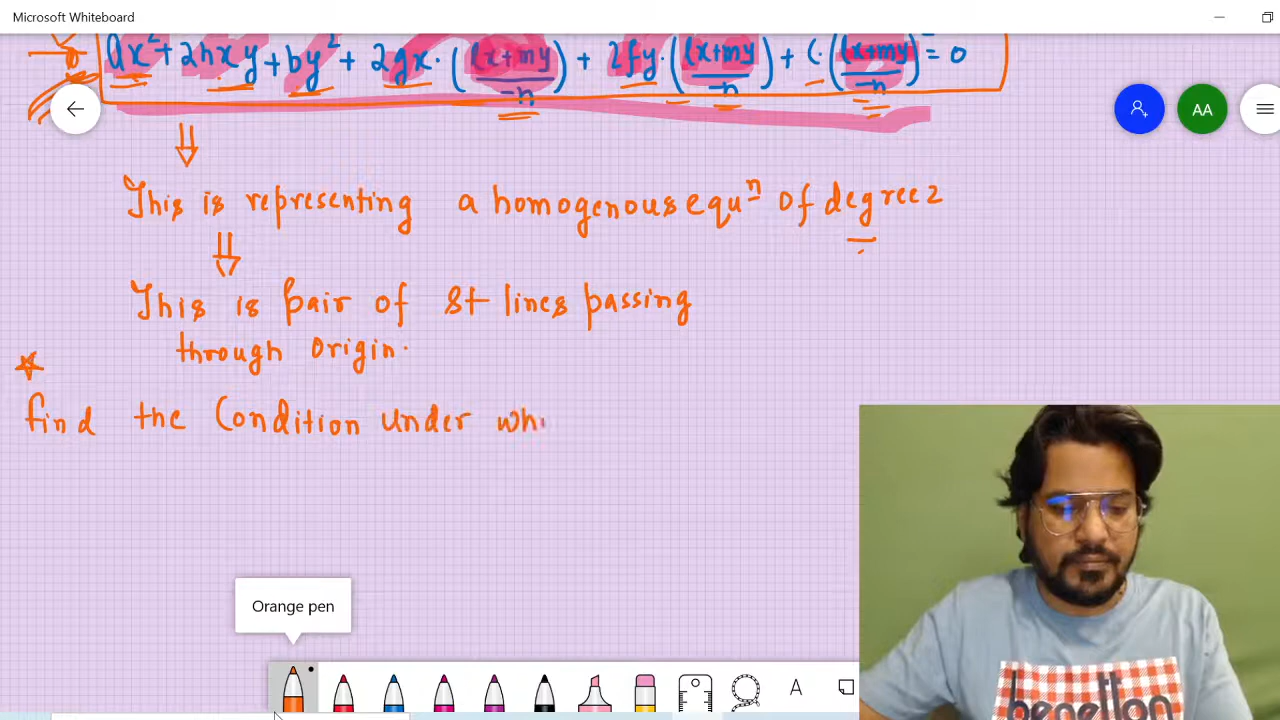 Microsoft Whiteboard
ax² + 2hxy + by² + 2gx · (lx+my / -n) + 2fy · (lx+my / -n) + c · (lx+my / -n)² = 0
AA
This is representing a homogenous equⁿ of degree 2
This is pair of st lines passing
through origin.
find the Condition under whi
Orange pen
A
benetton